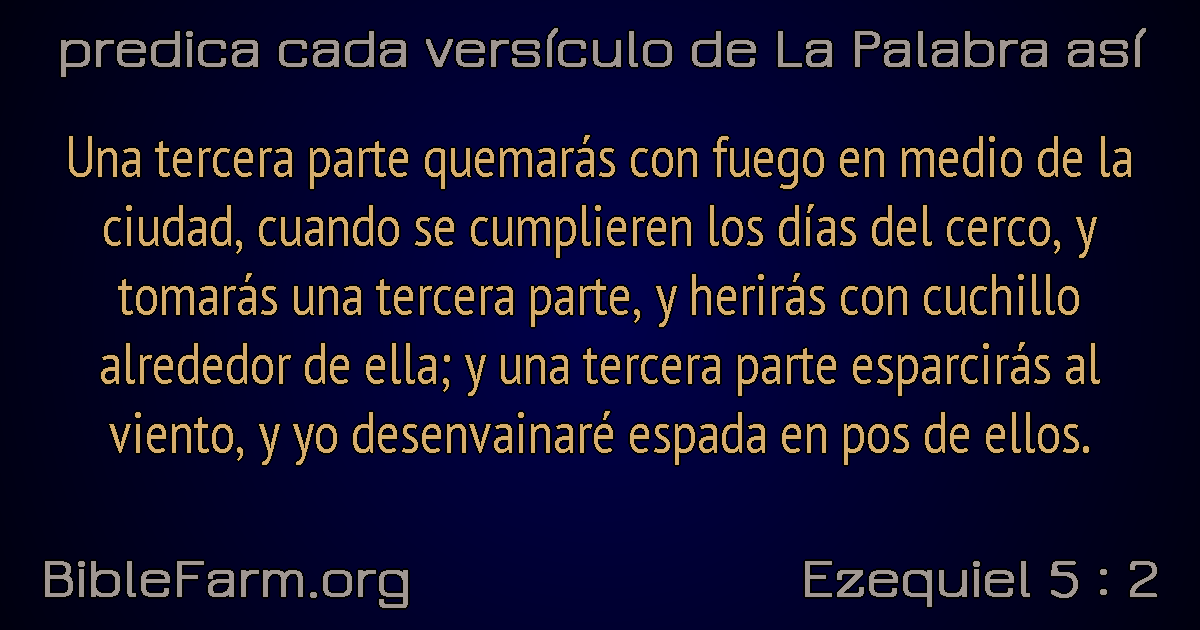 predica cada versículo de La Palabra así
Una tercera parte quemarás con fuego en medio de la
ciudad, cuando se cumplieren los días del cerco, y
tomarás una tercera parte, y herirás con cuchillo
alrededor de ella; y una tercera parte esparcirás al
viento, y yo desenvainaré espada en pos de ellos.
BibleFarm.org
Ezequiel 5 : 2